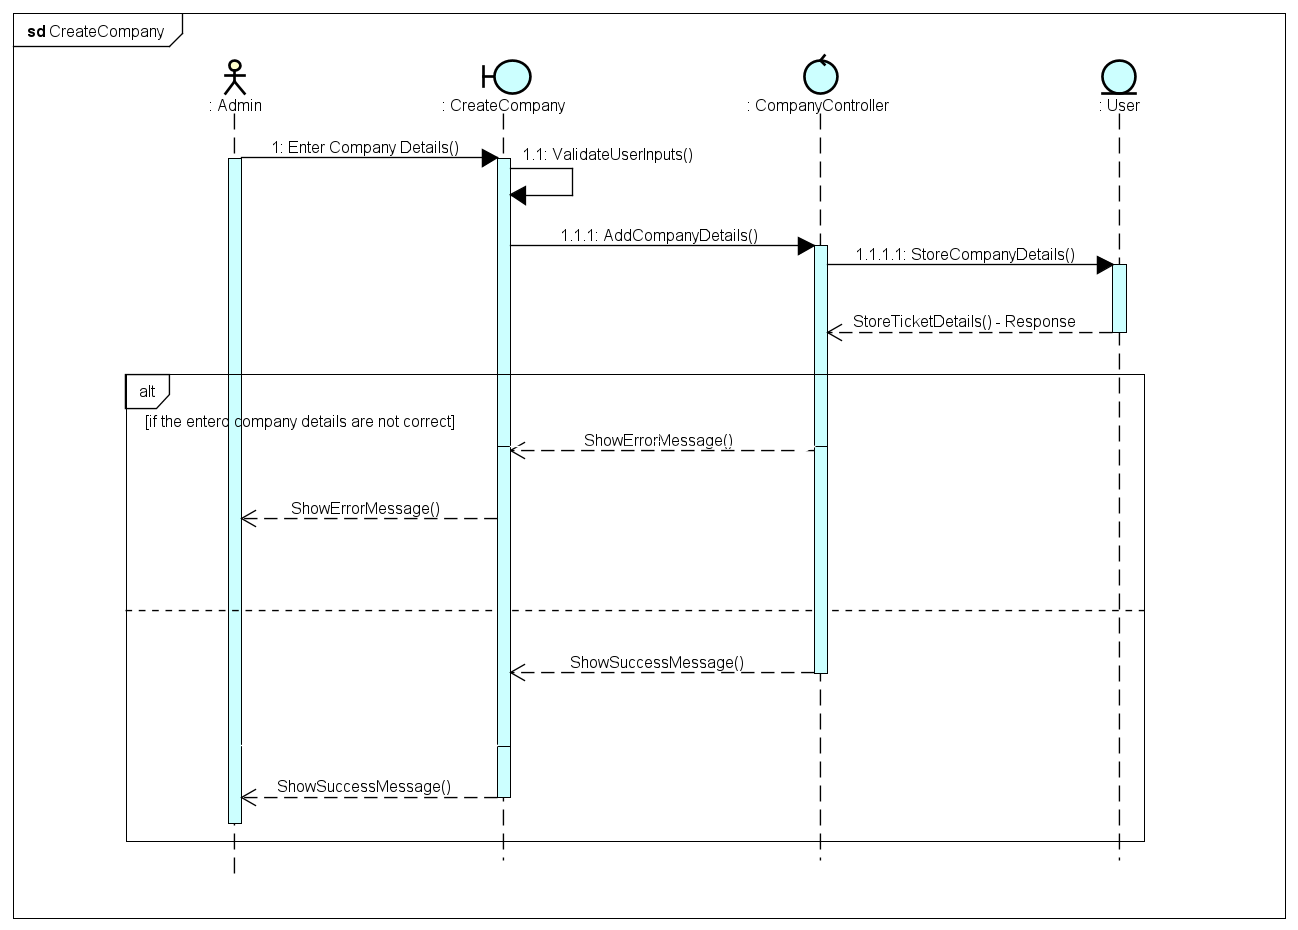 sd CreateCompany
: Admin
: CreateCompany
: CompanyController
: User
1: Enter Company Details()
1.1: ValidateUserInputs()
1.1.1: AddCompanyDetails()
1.1.1.1: StoreCompanyDetails()
StoreTicketDetails() - Response
alt
[if the enterd company details are not correct]
ShowErrorMessage()
ShowErrorMessage()
ShowSuccessMessage()
ShowSuccessMessage()